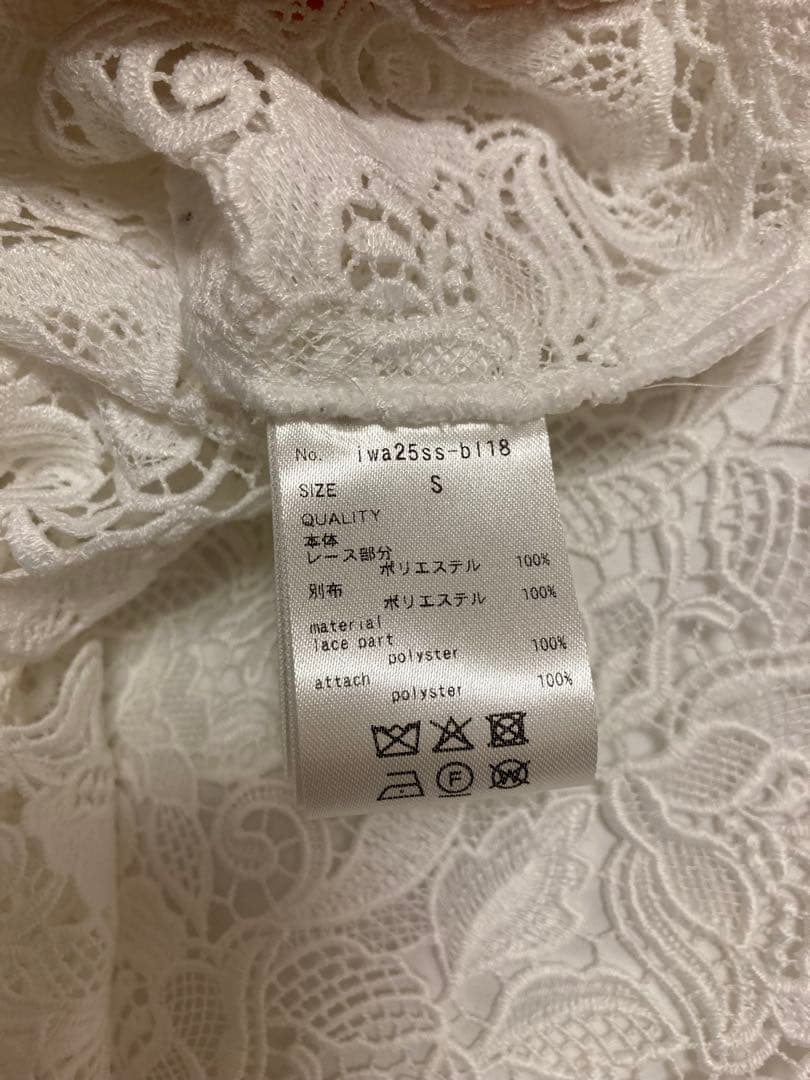 No. iwa25ss-bl18
SIZE S
QUALITY
本体
レース部分
ポリエステル 100%
別布
ポリエステル 100%
material
lace part
polyster 100%
attach
polyster 100%
F
W